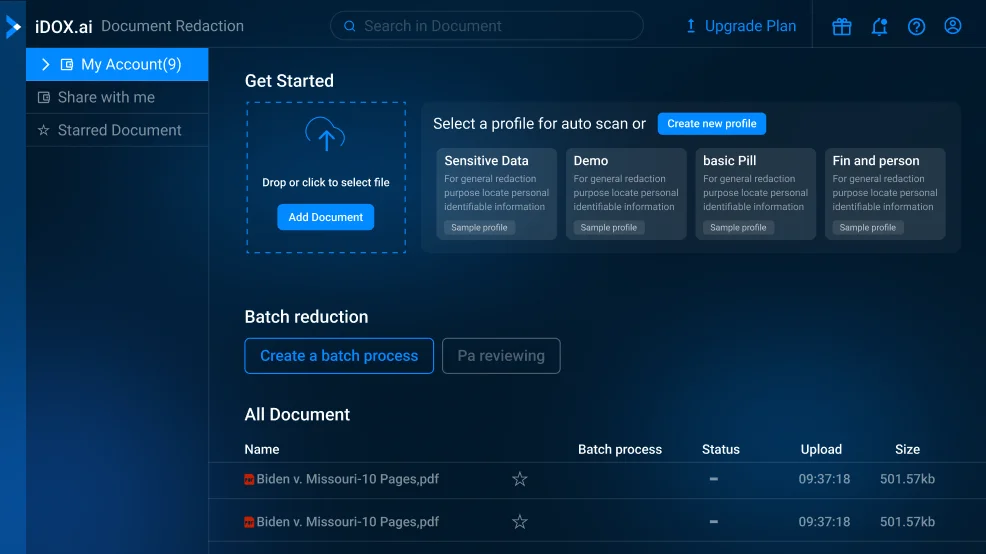 iDOX.ai Document Redaction
Search in Document
Upgrade Plan
My Account(9)
Share with me
Starred Document
Get Started
Drop or click to select file
Add Document
Select a profile for auto scan or
Create new profile
Sensitive Data
For general redaction
purpose locate personal
identifiable information
Sample profile
Demo
For general redaction
purpose locate personal
identifiable information
Sample profile
basic Pill
For general redaction
purpose locate personal
identifiable information
Sample profile
Fin and person
For general redaction
purpose locate personal
identifiable information
Sample profile
Batch reduction
Create a batch process
Pa reviewing
All Document
Name Batch process Status Upload Size
Biden v. Missouri-10 Pages,pdf - 09:37:18 501.57kb
Biden v. Missouri-10 Pages,pdf - 09:37:18 501.57kb